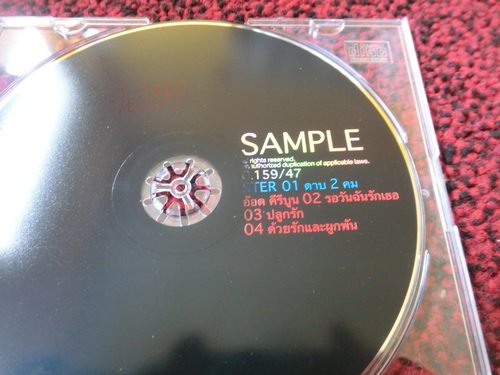 SAMPLE
rights reserved.
authorized duplication of applicable laws.
.159/47
STER 01 ดาบ 2 คม
อ๊อด คีรีบูน 02 รอวันฉันรักเธอ
03 ปลูกรัก
04 ด้วยรักและผูกพัน